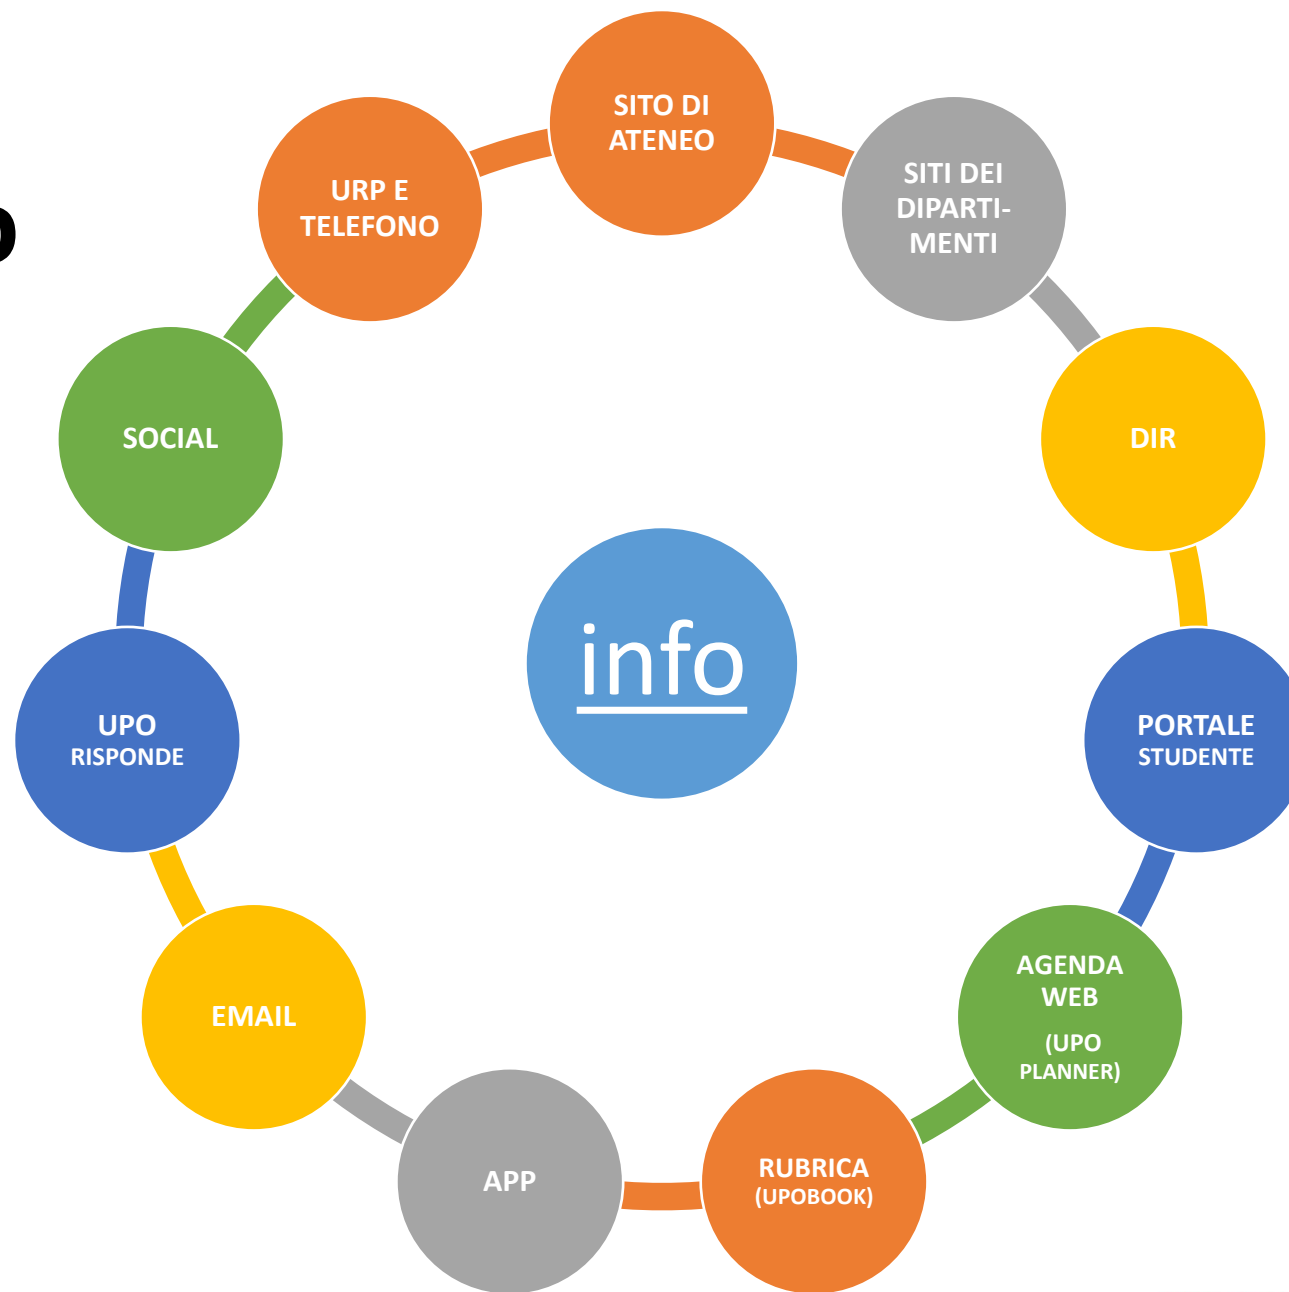 SITO DI
ATENEO
SITI DEI
DIPARTI-
MENTI
DIR
PORTALE
STUDENTE
AGENDA
WEB
(UPO
PLANNER)
RUBRICA
(UPOBOOK)
APP
EMAIL
UPO
RISPONDE
SOCIAL
URP E
TELEFONO
info